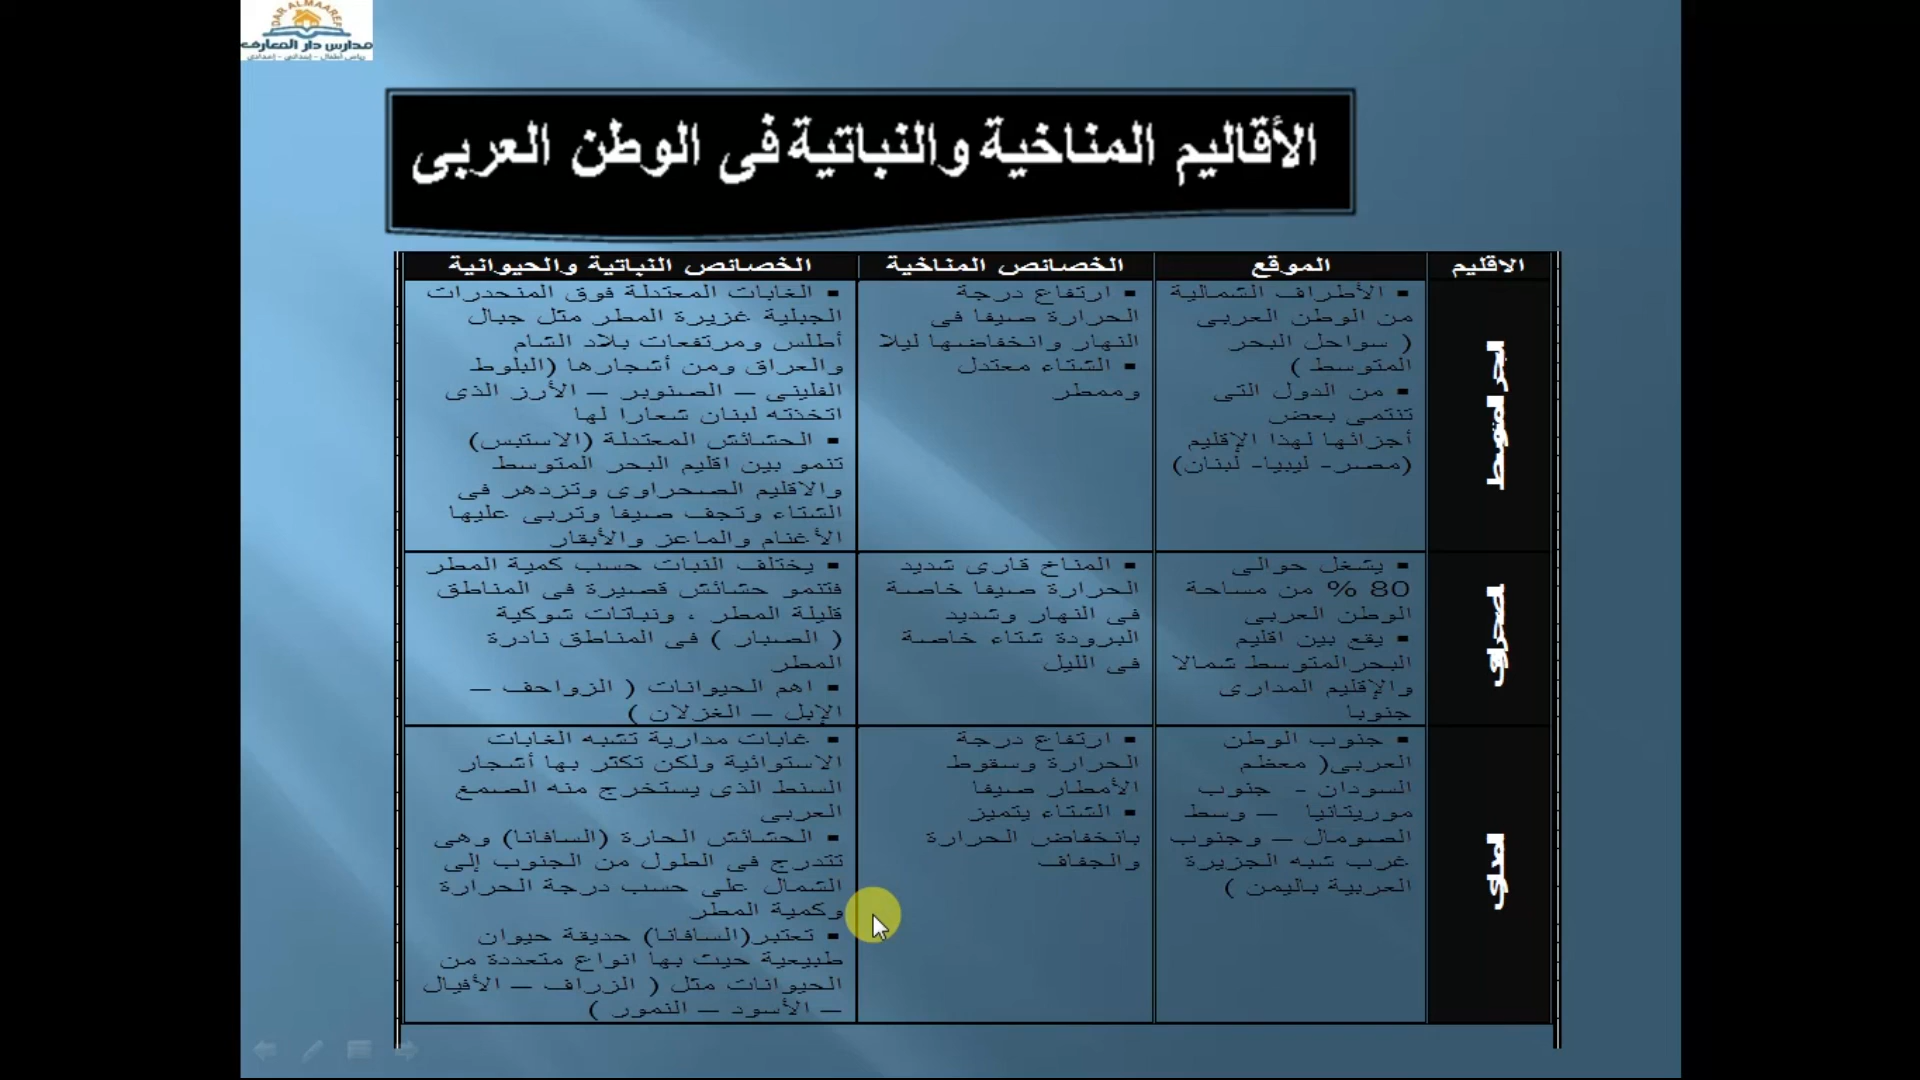 DAR ALMAAREF
مدارس دار المعارف
رياض أطفال - إبتدائي - إعدادي
الأقاليم المناخية والنباتية فى الوطن العربى
الاقليم
الموقع
الخصائص المناخية
الخصائص النباتية والحيوانية
البحر المتوسط
▪ الأطراف الشمالية
من الوطن العربى
( سواحل البحر
المتوسط )
▪ من الدول التى
تنتمى بعض
أجزائها لهذا الإقليم
(مصر- ليبيا- لبنان)
▪ ارتفاع درجة
الحرارة صيفا فى
النهار وانخفاضها ليلا
▪ الشتاء معتدل
وممطر
▪ الغابات المعتدلة فوق المنحدرات
الجبلية غزيرة المطر مثل جبال
أطلس ومرتفعات بلاد الشام
والعراق ومن أشجارها (البلوط
الفلينى – الصنوبر – الأرز الذى
اتخذته لبنان شعارا لها
▪ الحشائش المعتدلة (الاستبس)
تنمو بين اقليم البحر المتوسط
والاقليم الصحراوى وتزدهر فى
الشتاء وتجف صيفا وتربى عليها
الأغنام والماعز والأبقار
الصحراوى
▪ يشغل حوالى
80 % من مساحة
الوطن العربى
▪ يقع بين اقليم
البحرالمتوسط شمالا
والإقليم المدارى
جنوبا
▪ المناخ قارى شديد
الحرارة صيفا خاصة
فى النهار وشديد
البرودة شتاء خاصة
فى الليل
▪ يختلف النبات حسب كمية المطر
فتنمو حشائش قصيرة فى المناطق
قليلة المطر ، ونباتات شوكية
( الصبار ) فى المناطق نادرة
المطر
▪ اهم الحيوانات ( الزواحف –
الإبل – الغزلان )
المدارى
▪ جنوب الوطن
العربى( معظم
السودان - جنوب
موريتانيا – وسط
الصومال – وجنوب
غرب شبه الجزيرة
العربية باليمن )
▪ ارتفاع درجة
الحرارة وسقوط
الأمطار صيفا
▪ الشتاء يتميز
بانخفاض الحرارة
والجفاف
▪ غابات مدارية تشبه الغابات
الاستوائية ولكن تكثر بها أشجار
السنط الذى يستخرج منه الصمغ
العربى
▪ الحشائش الحارة (السافانا) وهى
تتدرج فى الطول من الجنوب إلى
الشمال على حسب درجة الحرارة
وكمية المطر
▪ تعتبر(السافانا) حديقة حيوان
طبيعية حيث بها انواع متعددة من
الحيوانات مثل ( الزراف – الأفيال
– الأسود – النمور )